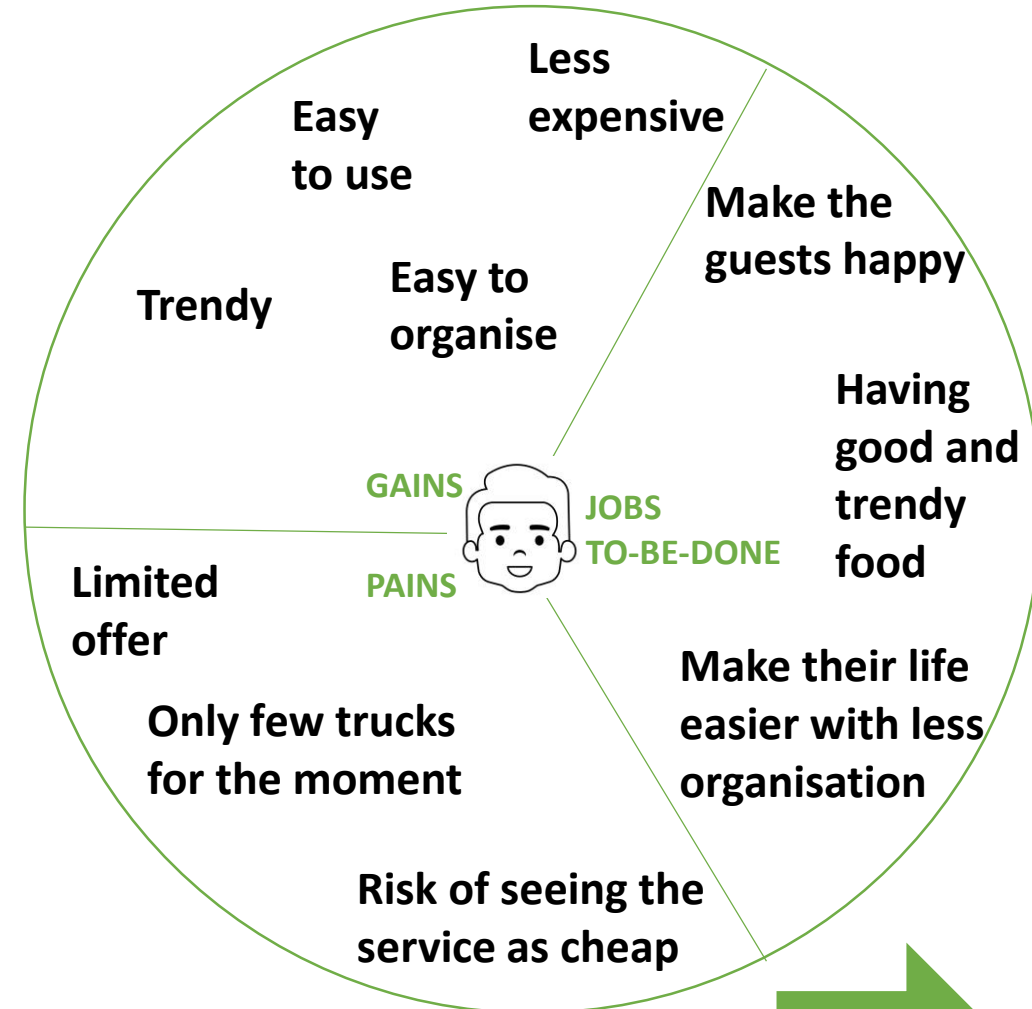 Less
expensive
Easy
to use
Trendy
Easy to
organise
Make the
guests happy
Having
good and
trendy
food
Make their life
easier with less
organisation
GAINS
JOBS
TO-BE-DONE
PAINS
Limited
offer
Only few trucks
for the moment
Risk of seeing the
service as cheap